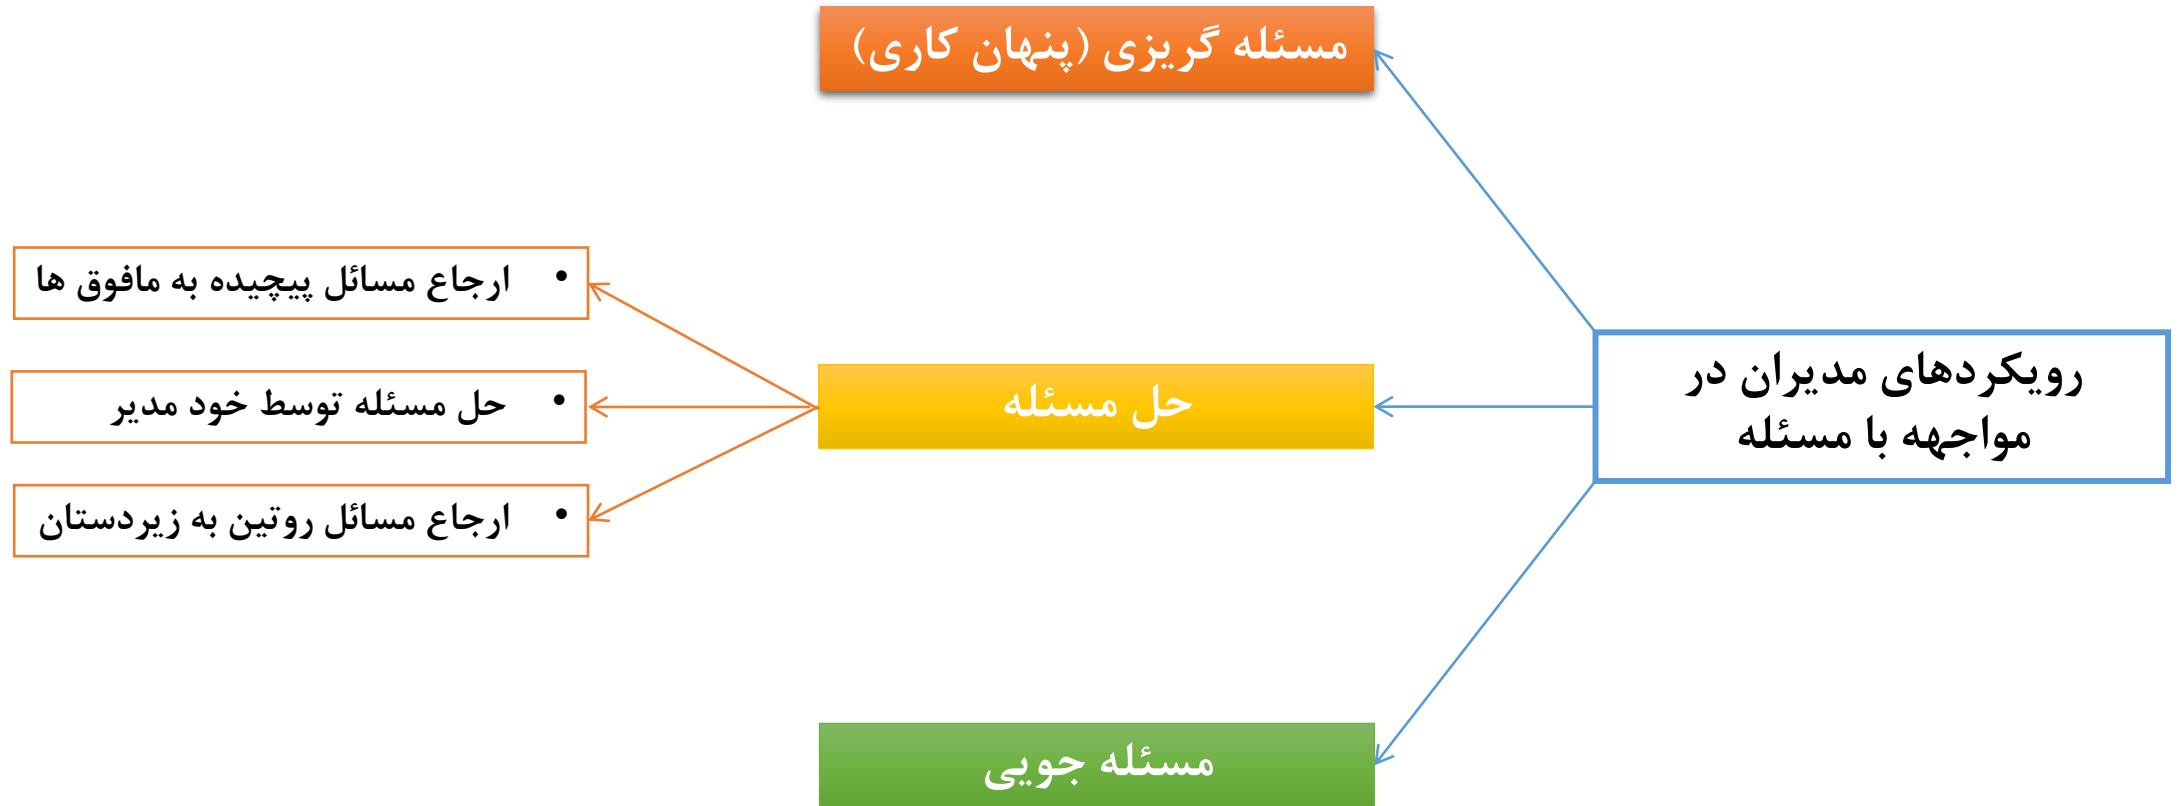 مسئله گریزی (پنهان کاری)
رویکردهای مدیران در
مواجهه با مسئله
حل مسئله
• ارجاع مسائل پیچیده به مافوق ها
• حل مسئله توسط خود مدیر
• ارجاع مسائل روتین به زیردستان
مسئله جویی